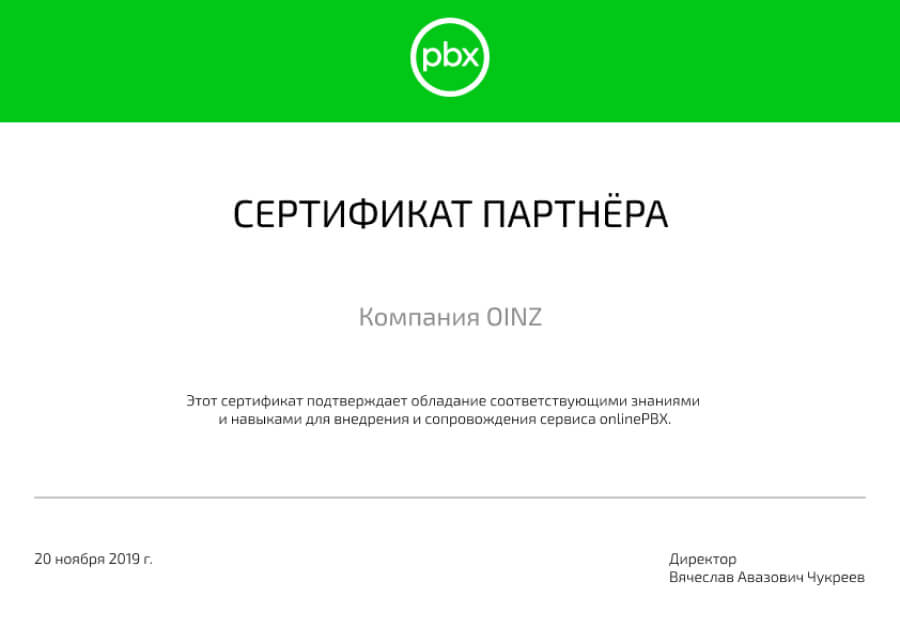 pbx
СЕРТИФИКАТ ПАРТНЁРА
Компания OINZ
Этот сертификат подтверждает обладание соответствующими знаниями
и навыками для внедрения и сопровождения сервиса onlinePBX.
20 ноября 2019 г.
Директор
Вячеслав Авазович Чукреев